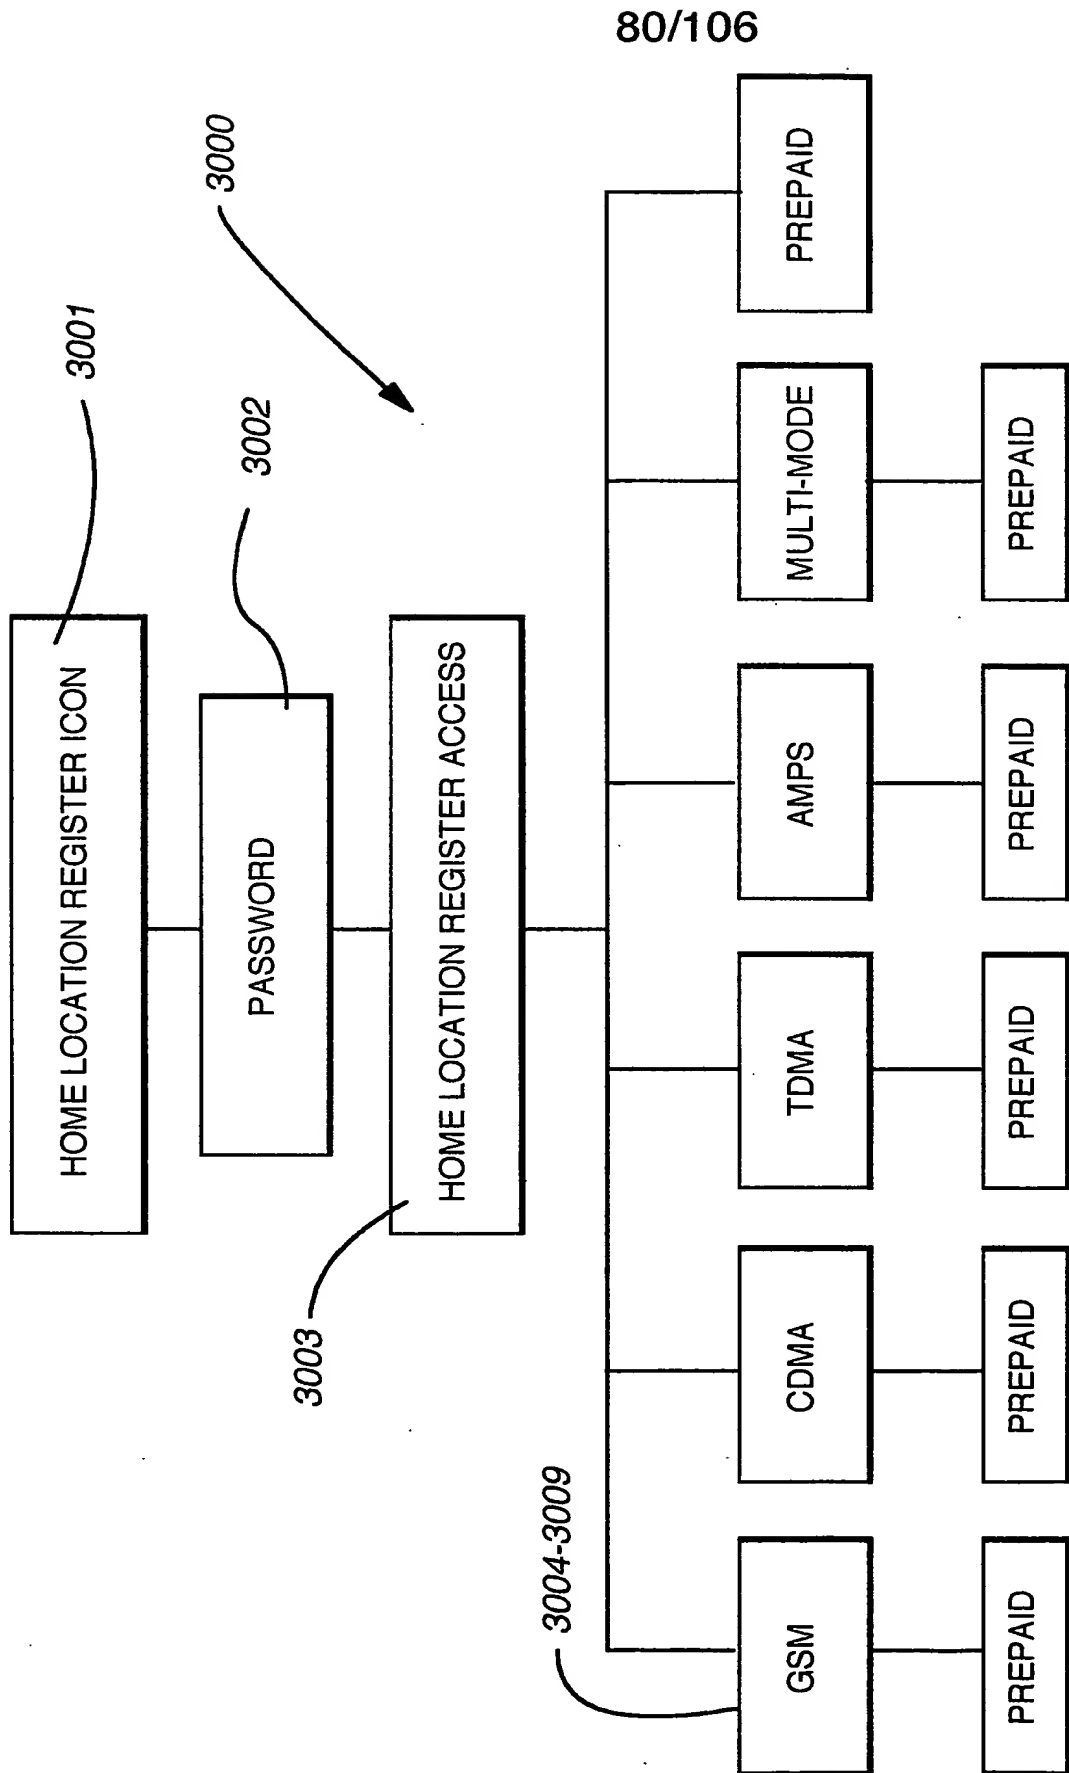 80/106
3000
3001
HOME LOCATION REGISTER ICON
3002
PASSWORD
3003
HOME LOCATION REGISTER ACCESS
3004-3009
GSM
CDMA
TDMA
AMPS
MULTI-MODE
PREPAID
PREPAID
PREPAID
PREPAID
PREPAID
PREPAID